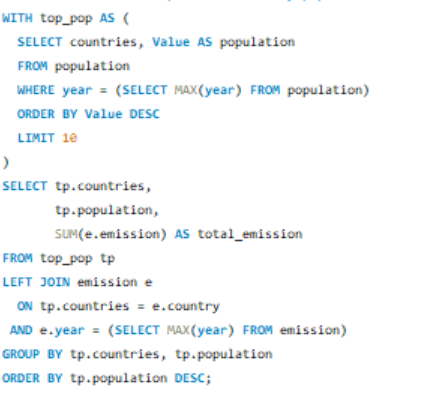 WITH top_pop AS (
SELECT countries, Value AS population
FROM population
WHERE year = (SELECT MAX(year) FROM population)
ORDER BY Value DESC
LIMIT 10
)
SELECT tp.countries,
tp.population,
SUM(e.emission) AS total_emission
FROM top_pop tp
LEFT JOIN emission e
ON tp.countries = e.country
AND e.year = (SELECT MAX(year) FROM emission)
GROUP BY tp.countries, tp.population
ORDER BY tp.population DESC;